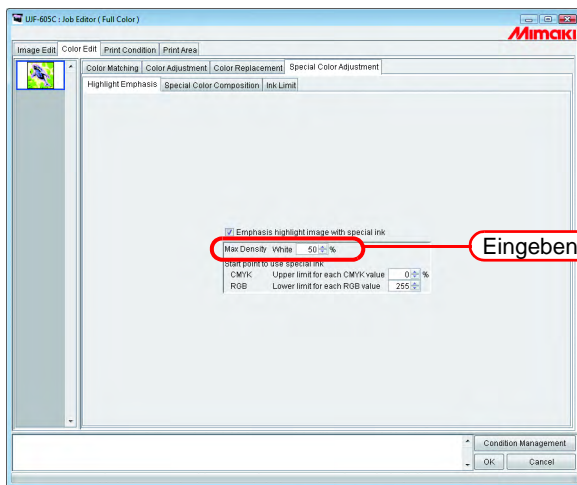 UJF-605C : Job Editor ( Full Color )
Mimaki
Image Edit Color Edit Print Condition Print Area
Color Matching Color Adjustment Color Replacement Special Color Adjustment
Highlight Emphasis Special Color Composition Ink Limit
Emphasis highlight image with special ink
Max Density White 50 %
Eingeben
Start point to use special ink
CMYK Upper limit for each CMYK value 0 %
RGB Lower limit for each RGB value 255
Condition Management
OK Cancel